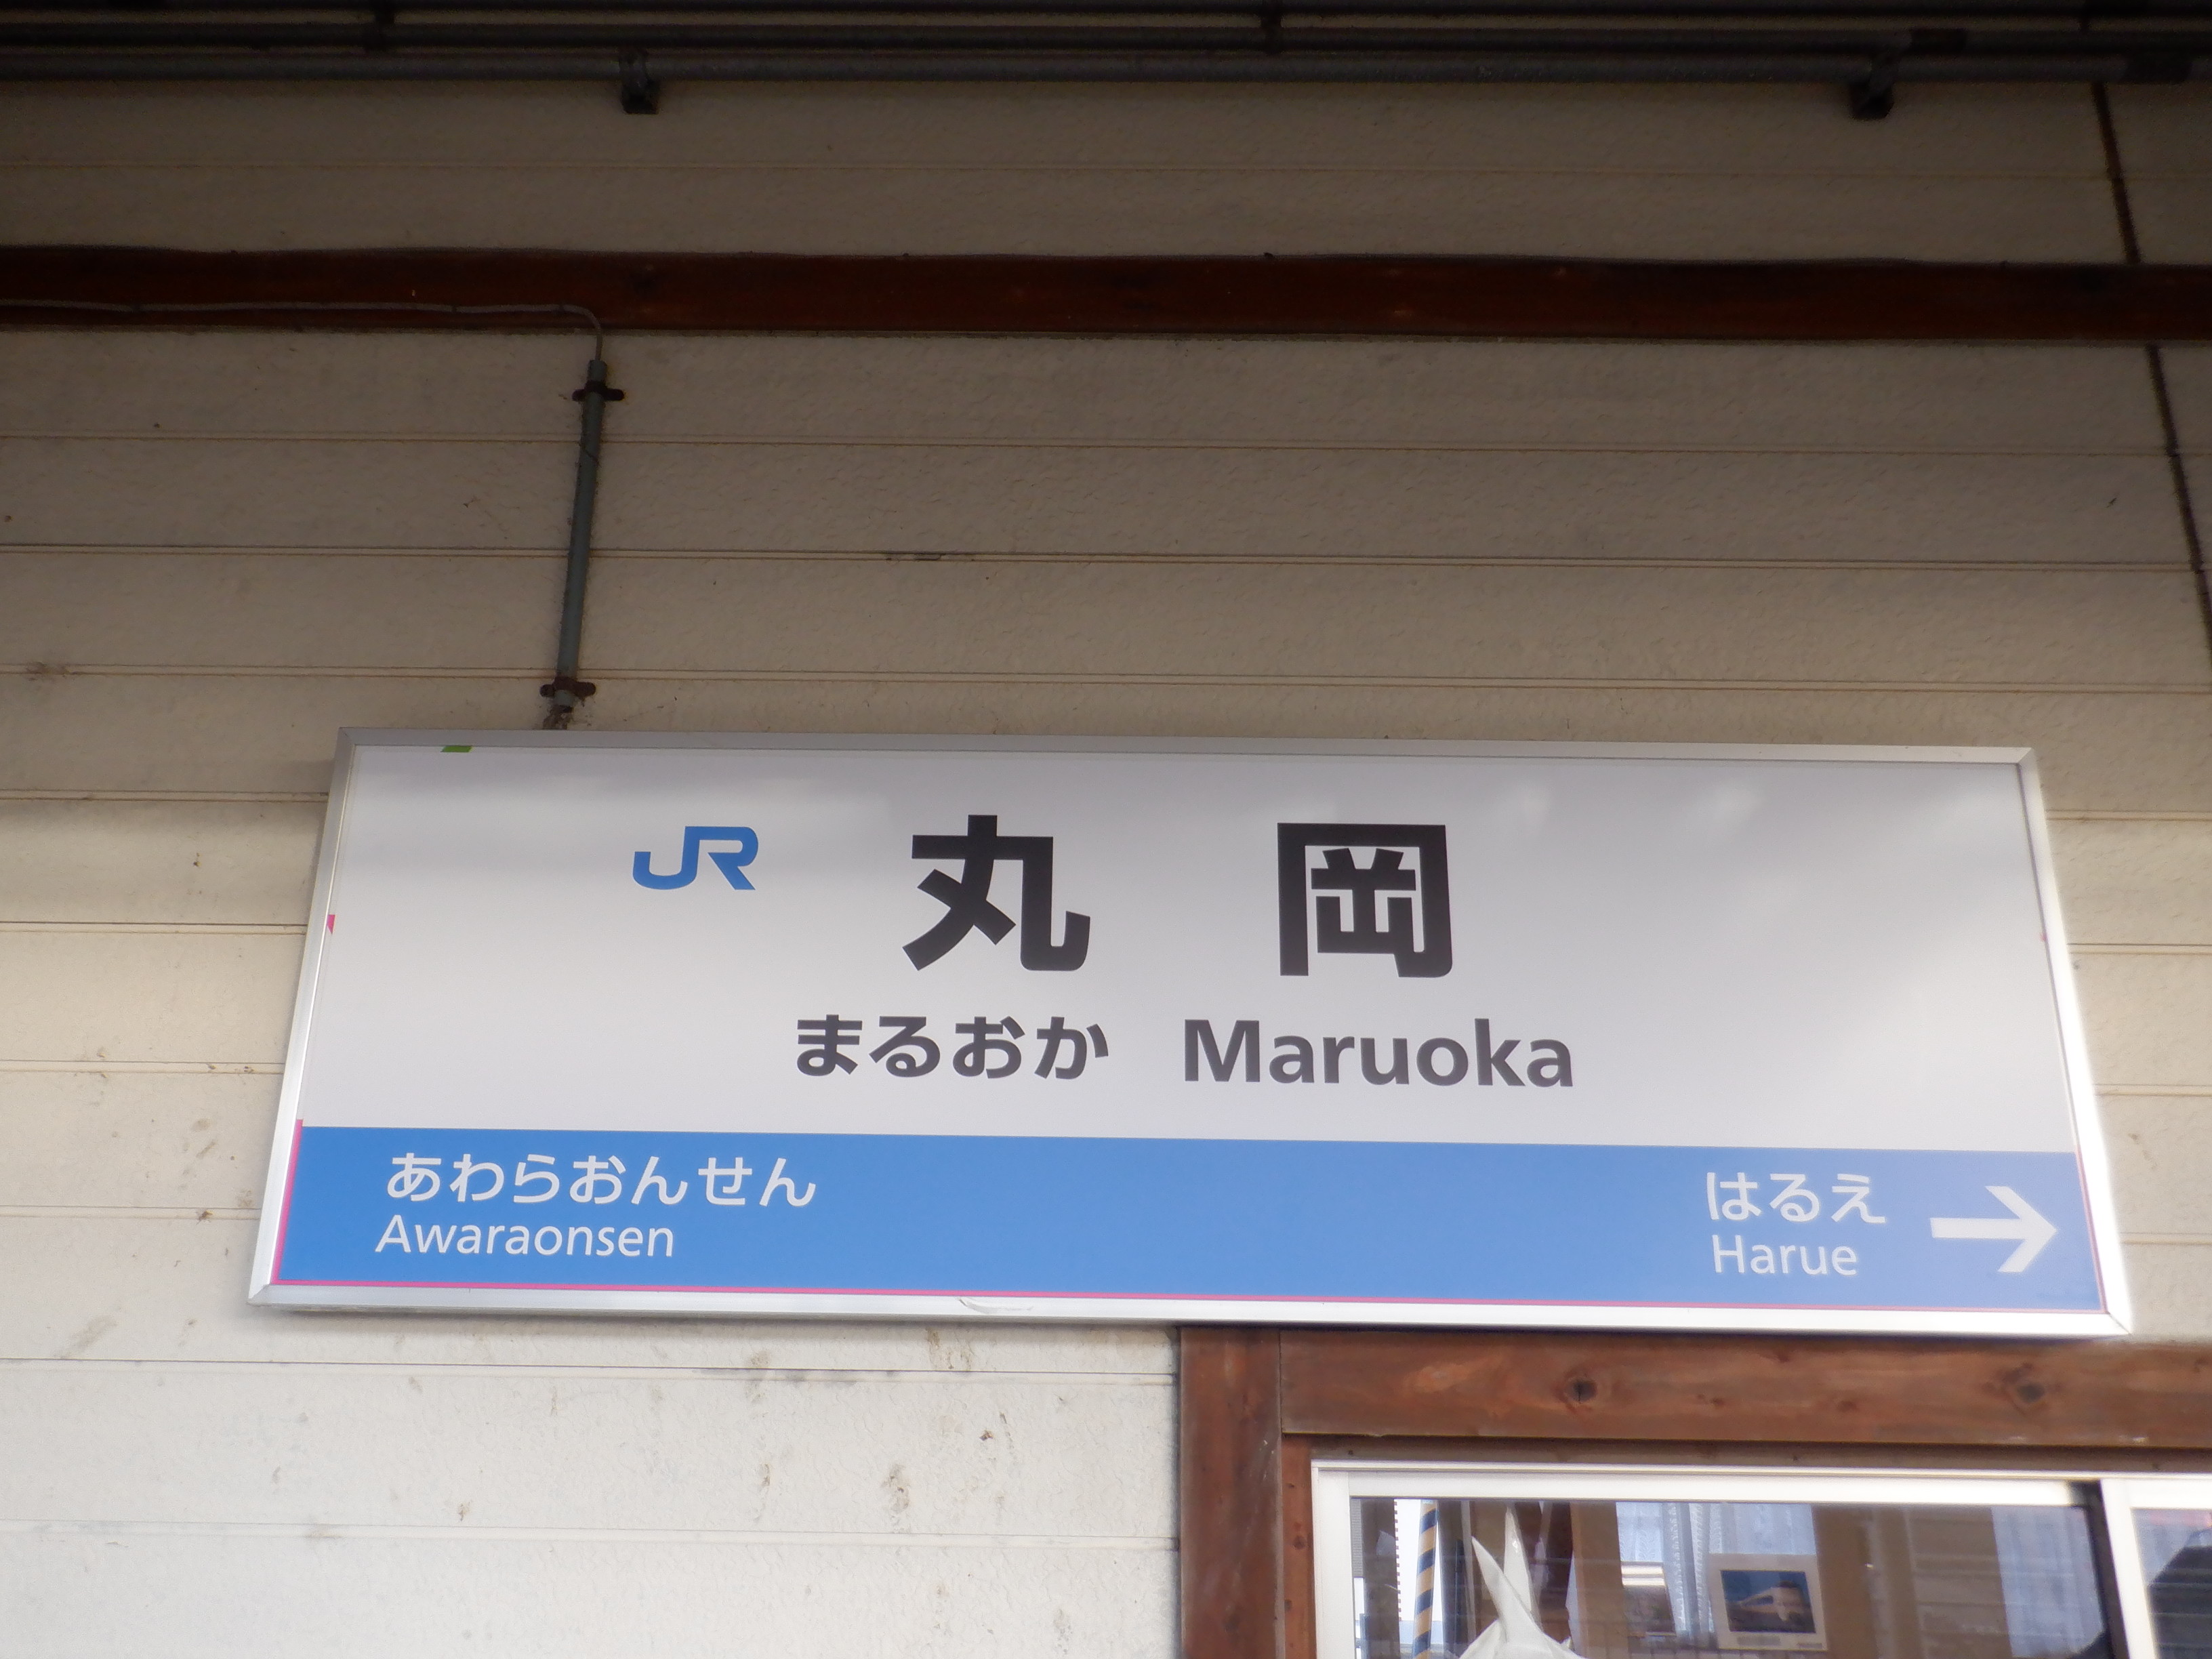 JR 丸岡
まるおか Maruoka
あわらおんせん
Awaraonsen
はるえ →
Harue